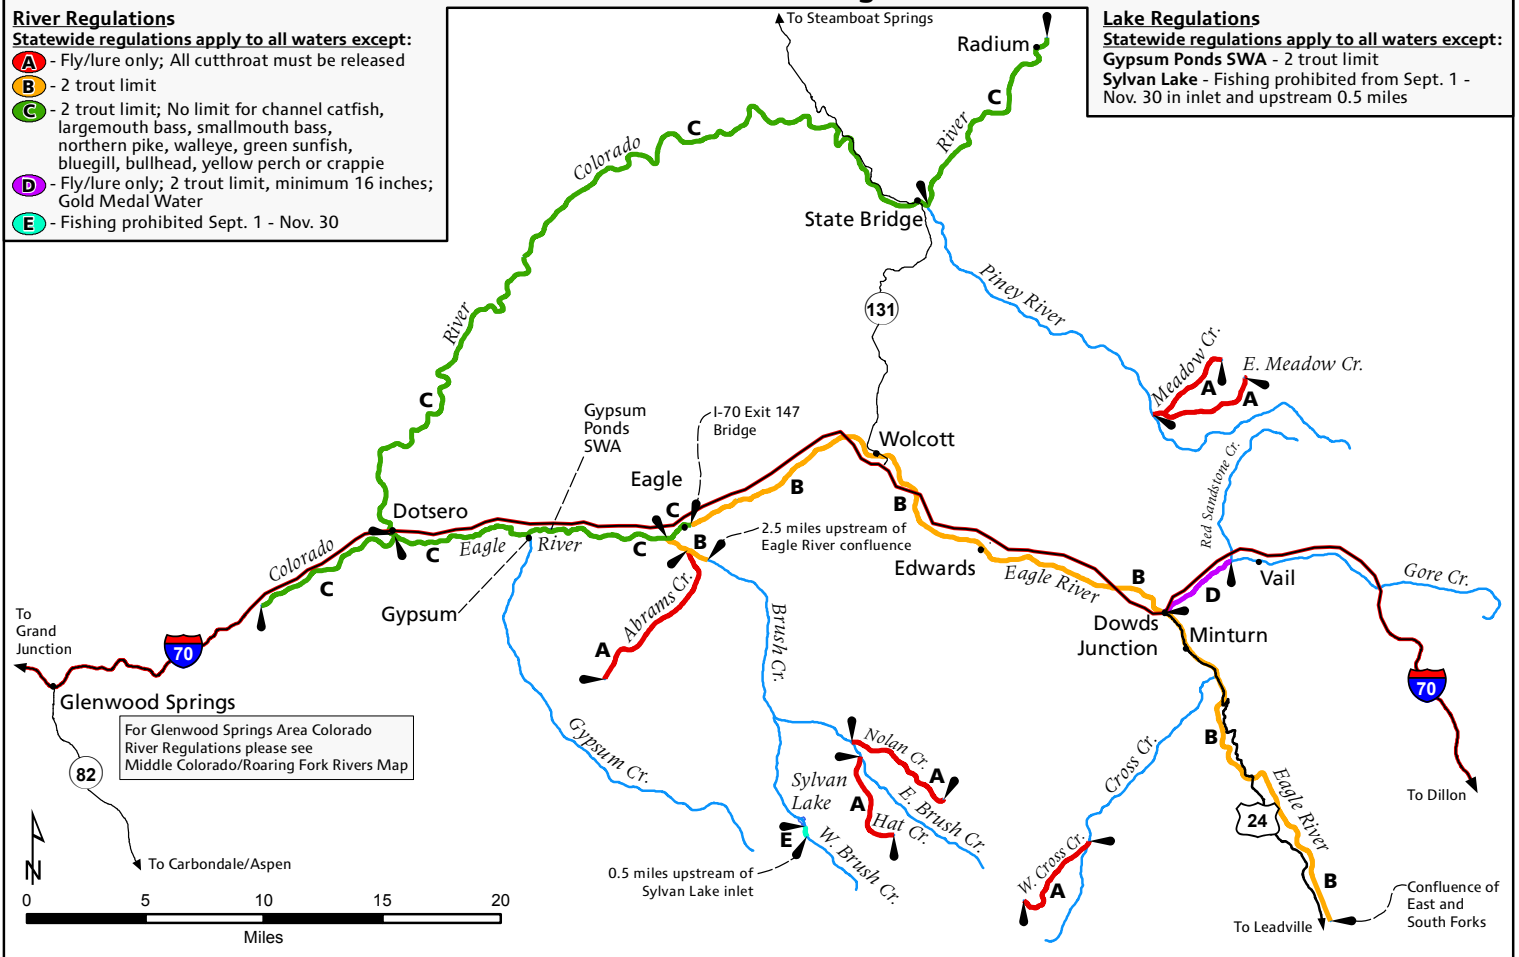 River Regulations
Statewide regulations apply to all waters except:
A - Fly/lure only; All cutthroat must be released
B - 2 trout limit
C - 2 trout limit; No limit for channel catfish,
largemouth bass, smallmouth bass,
northern pike, walleye, green sunfish,
bluegill, bullhead, yellow perch or crappie
D - Fly/lure only; 2 trout limit, minimum 16 inches;
Gold Medal Water
E - Fishing prohibited Sept. 1 - Nov. 30
Lake Regulations
Statewide regulations apply to all waters except:
Gypsum Ponds SWA - 2 trout limit
Sylvan Lake - Fishing prohibited from Sept. 1 -
Nov. 30 in inlet and upstream 0.5 miles
To Steamboat Springs
Radium
C
River
C
Colorado
State Bridge
Piney River
131
River
C
Meadow Cr.
A
E. Meadow Cr.
A
Gypsum
Ponds
SWA
I-70 Exit 147
Bridge
Wolcott
Eagle
B
B
Red Sandstone Cr.
Dotsero
C
C
Eagle
River
C
B
2.5 miles upstream of
Eagle River confluence
Edwards
Eagle River
B
Vail
D
Gore Cr.
Colorado
C
Gypsum
Abrams Cr.
A
Brush Cr.
Dowds
Junction
Minturn
To
Grand
Junction
70
70
Glenwood Springs
For Glenwood Springs Area Colorado
River Regulations please see
Middle Colorado/Roaring Fork Rivers Map
82
To Carbondale/Aspen
Gypsum Cr.
Nolan Cr.
A
Sylvan
Lake
A
Hat Cr.
E. Brush Cr.
E
W. Brush Cr.
0.5 miles upstream of
Sylvan Lake inlet
Cross Cr.
W. Cross Cr.
A
B
Eagle River
24
B
To Dillon
To Leadville
Confluence of
East and
South Forks
N
0 5 10 15 20
Miles